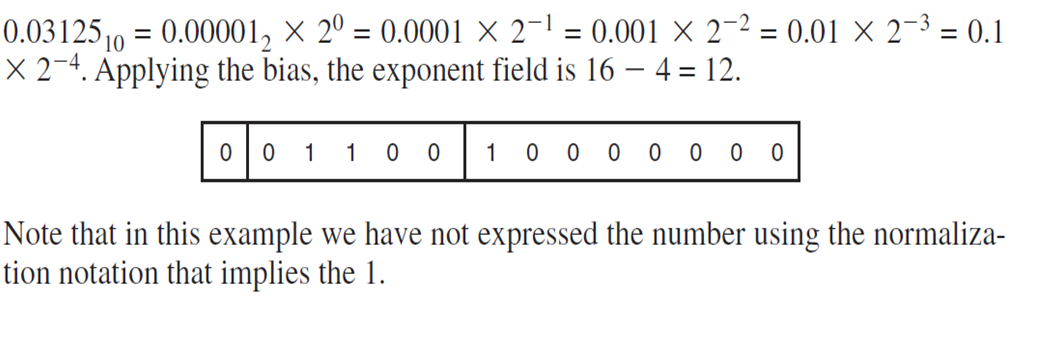 0.03125₁₀ = 0.00001₂ × 2⁰ = 0.0001 × 2⁻¹ = 0.001 × 2⁻² = 0.01 × 2⁻³ = 0.1
× 2⁻⁴. Applying the bias, the exponent field is 16 − 4 = 12.
0 0 1 1 0 0 1 0 0 0 0 0 0 0
Note that in this example we have not expressed the number using the normaliza-
tion notation that implies the 1.